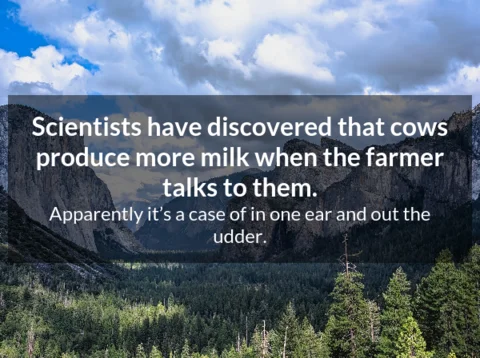 Scientists have discovered that cows
produce more milk when the farmer
talks to them.
Apparently it’s a case of in one ear and out the
udder.